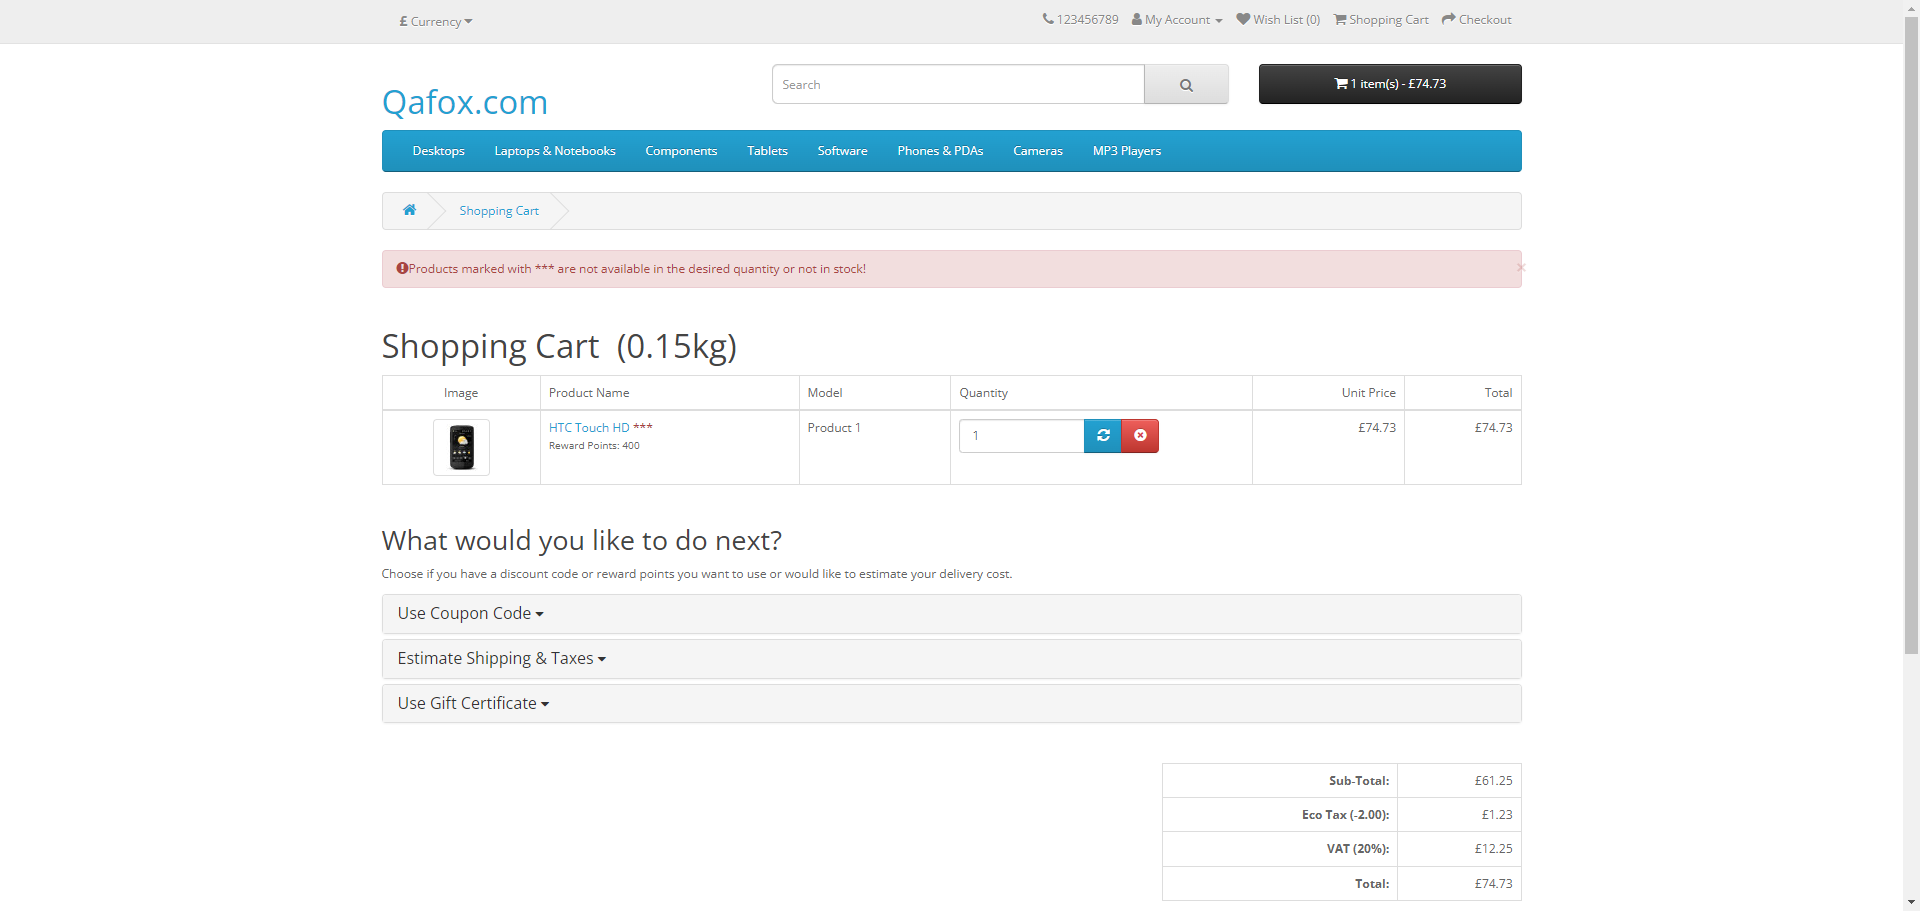 £ Currency
123456789 My Account Wish List (0) Shopping Cart Checkout
Qafox.com
Search
1 item(s) - £74.73
Desktops Laptops & Notebooks Components Tablets Software Phones & PDAs Cameras MP3 Players
Shopping Cart
Products marked with *** are not available in the desired quantity or not in stock! ×
Shopping Cart (0.15kg)
Image Product Name Model Quantity Unit Price Total
HTC Touch HD *** Product 1 1 £74.73 £74.73
Reward Points: 400
What would you like to do next?
Choose if you have a discount code or reward points you want to use or would like to estimate your delivery cost.
Use Coupon Code
Estimate Shipping & Taxes
Use Gift Certificate
Sub-Total: £61.25
Eco Tax (-2.00): £1.23
VAT (20%): £12.25
Total: £74.73